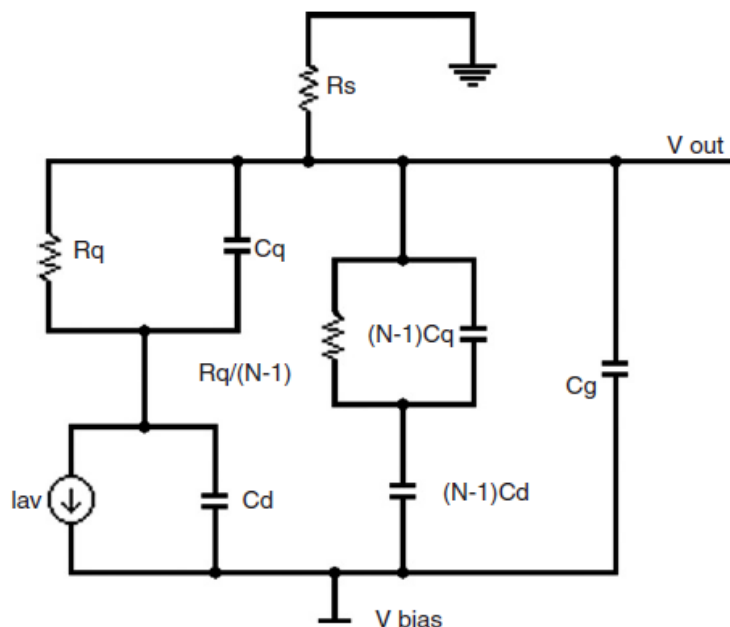 Rs
V out
Rq
Cq
(N-1)Cq
Rq/(N-1)
Cg
Iav
Cd
(N-1)Cd
V bias